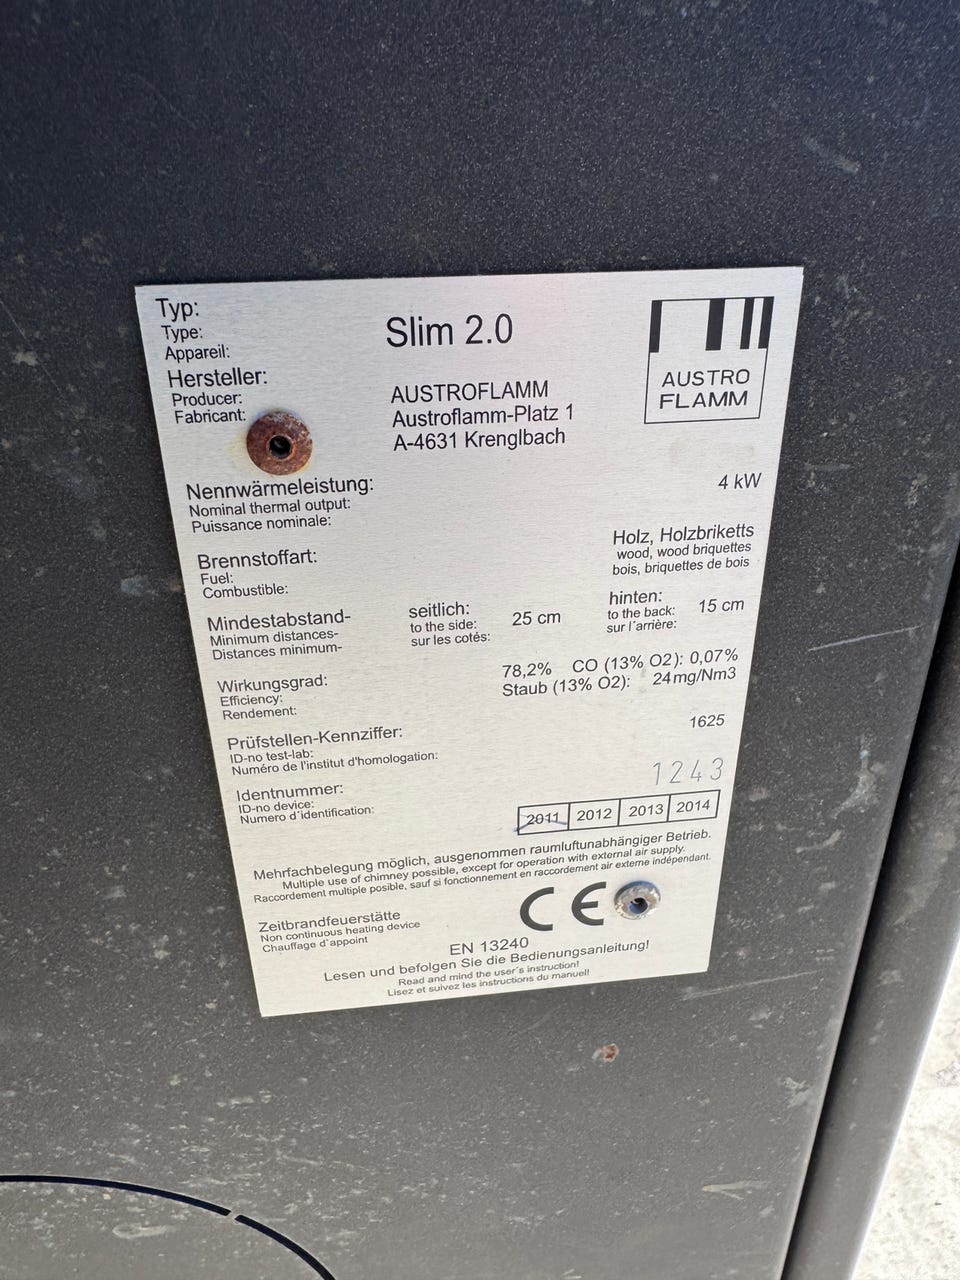 Typ:
Type:
Appareil:
Slim 2.0
AUSTRO
FLAMM
Hersteller:
Producer:
Fabricant:
AUSTROFLAMM
Austroflamm-Platz 1
A-4631 Krenglbach
Nennwärmeleistung:
Nominal thermal output:
Puissance nominale:
4 kW
Brennstoffart:
Fuel:
Combustible:
Holz, Holzbriketts
wood, wood briquettes
bois, briquettes de bois
Mindestabstand-
Minimum distances-
Distances minimum-
seitlich:
to the side:
sur les cotés:
25 cm
hinten:
to the back:
sur l´arrière:
15 cm
Wirkungsgrad:
Efficiency:
Rendement:
78,2% CO (13% O2): 0,07%
Staub (13% O2): 24mg/Nm3
Prüfstellen-Kennziffer:
ID-no test-lab:
Numéro de l'institut d'homologation:
1625
Identnummer:
ID-no device:
Numero d´identification:
1243
2011 2012 2013 2014
Mehrfachbelegung möglich, ausgenommen raumluftunabhängiger Betrieb.
Multiple use of chimney possible, except for operation with external air supply.
Raccordement multiple posible, sauf si fonctionnement en raccordement air externe indépendant.
Zeitbrandfeuerstätte
Non continuous heating device
Chauffage d´appoint
CE
EN 13240
Lesen und befolgen Sie die Bedienungsanleitung!
Read and mind the user´s instruction!
Lisez et suivez les instructions du manuel!